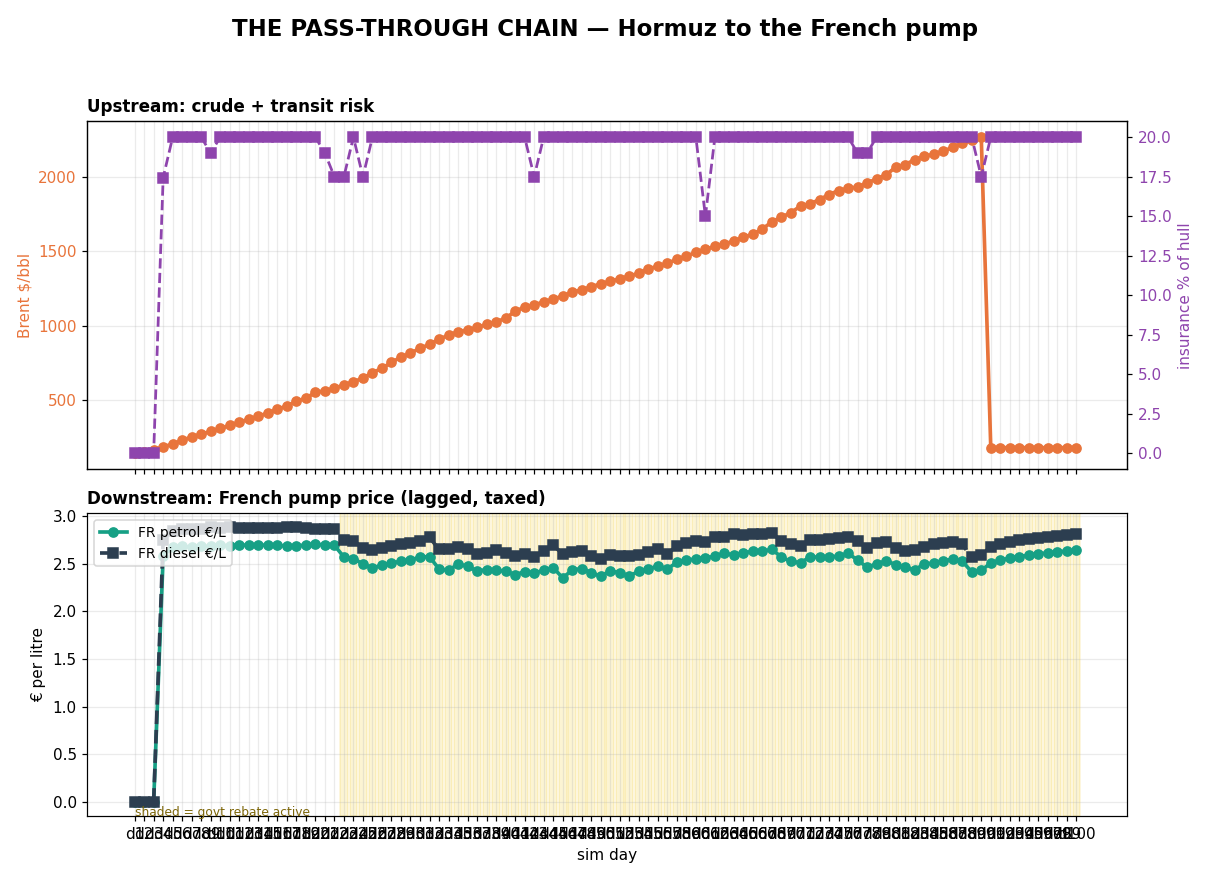 THE PASS-THROUGH CHAIN — Hormuz to the French pump
Upstream: crude + transit risk
2000
1500
1000
500
Brent $/bbl
20.0
17.5
15.0
12.5
10.0
7.5
5.0
2.5
0.0
insurance % of hull
Downstream: French pump price (lagged, taxed)
3.0
2.5
2.0
1.5
1.0
0.5
0.0
€ per litre
FR petrol €/L
FR diesel €/L
shaded = govt rebate active
sim day